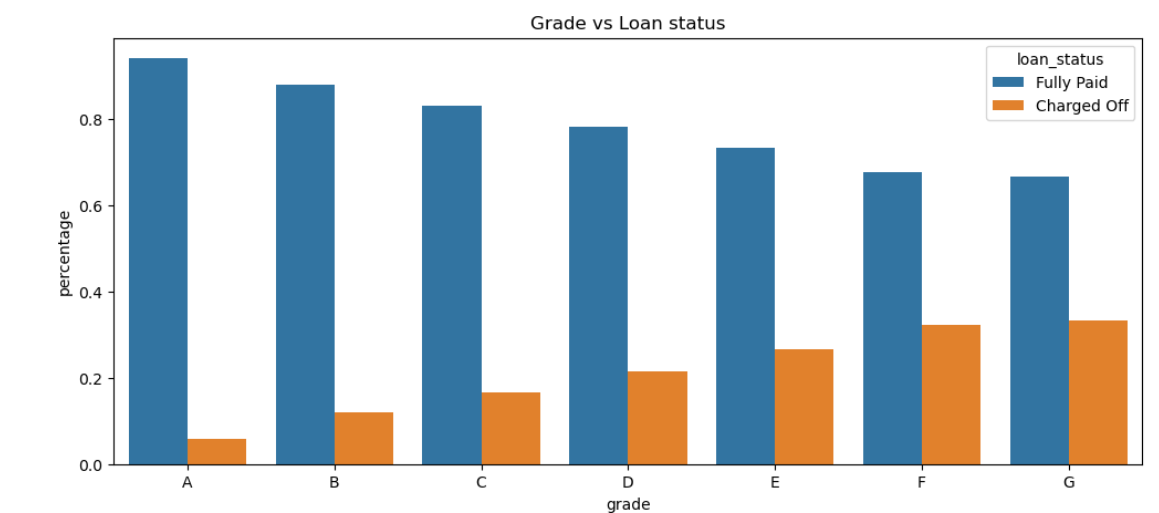 Grade vs Loan status
loan_status
Fully Paid
Charged Off
percentage
0.8
0.6
0.4
0.2
0.0
A B C D E F G
grade